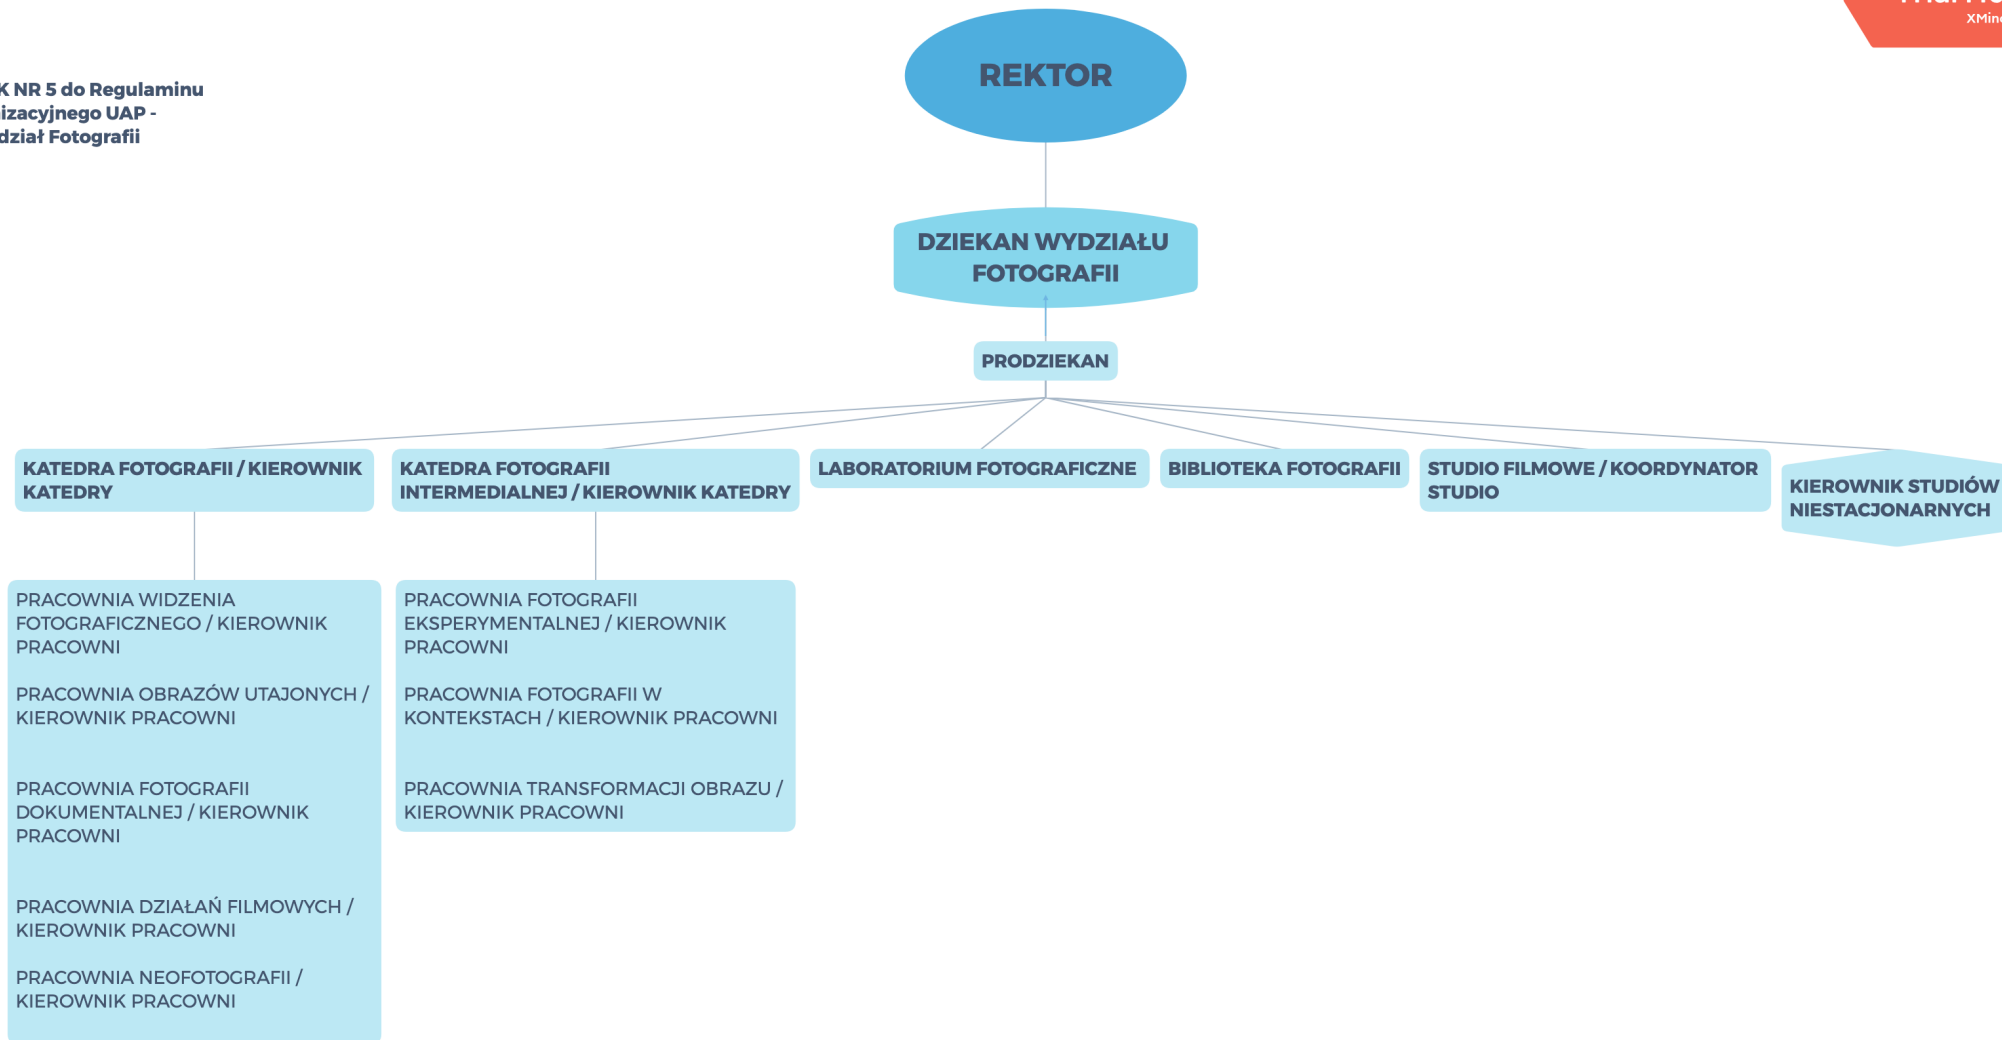 REKTOR
K NR 5 do Regulaminu
izacyjnego UAP -
dział Fotografii
XMind
DZIEKAN WYDZIAŁU
FOTOGRAFII
PRODZIEKAN
KATEDRA FOTOGRAFII / KIEROWNIK
KATEDRY
KATEDRA FOTOGRAFII
INTERMEDIALNEJ / KIEROWNIK KATEDRY
LABORATORIUM FOTOGRAFICZNE
BIBLIOTEKA FOTOGRAFII
STUDIO FILMOWE / KOORDYNATOR
STUDIO
KIEROWNIK STUDIÓW
NIESTACJONARNYCH
PRACOWNIA WIDZENIA
FOTOGRAFICZNEGO / KIEROWNIK
PRACOWNI
PRACOWNIA OBRAZÓW UTAJONYCH /
KIEROWNIK PRACOWNI
PRACOWNIA FOTOGRAFII
DOKUMENTALNEJ / KIEROWNIK
PRACOWNI
PRACOWNIA DZIAŁAŃ FILMOWYCH /
KIEROWNIK PRACOWNI
PRACOWNIA NEOFOTOGRAFII /
KIEROWNIK PRACOWNI
PRACOWNIA FOTOGRAFII
EKSPERYMENTALNEJ / KIEROWNIK
PRACOWNI
PRACOWNIA FOTOGRAFII W
KONTEKSTACH / KIEROWNIK PRACOWNI
PRACOWNIA TRANSFORMACJI OBRAZU /
KIEROWNIK PRACOWNI